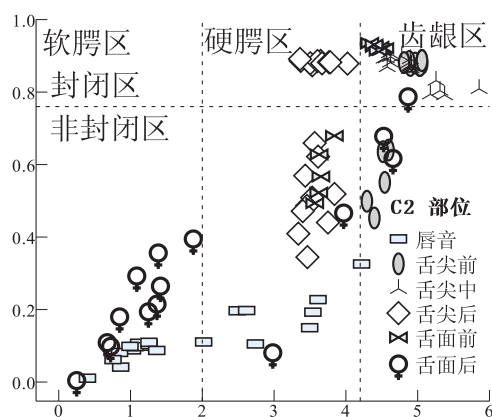 1.0
软腭区
硬腭区
齿龈区
封闭区
0.8
非封闭区
0.6
C2 部位
唇音
舌尖前
0.4
舌尖中
舌尖后
0.2
舌面前
舌面后
0.0
0 1 2 3 4 5 6